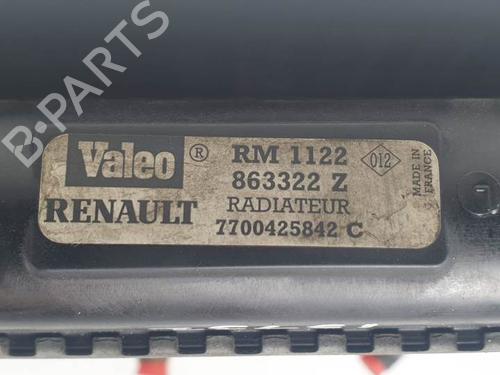 B-PARTS
Valeo ® RM 1122 012
863322 Z
RENAULT RADIATEUR
7700425842 C
MADE IN
FRANCE